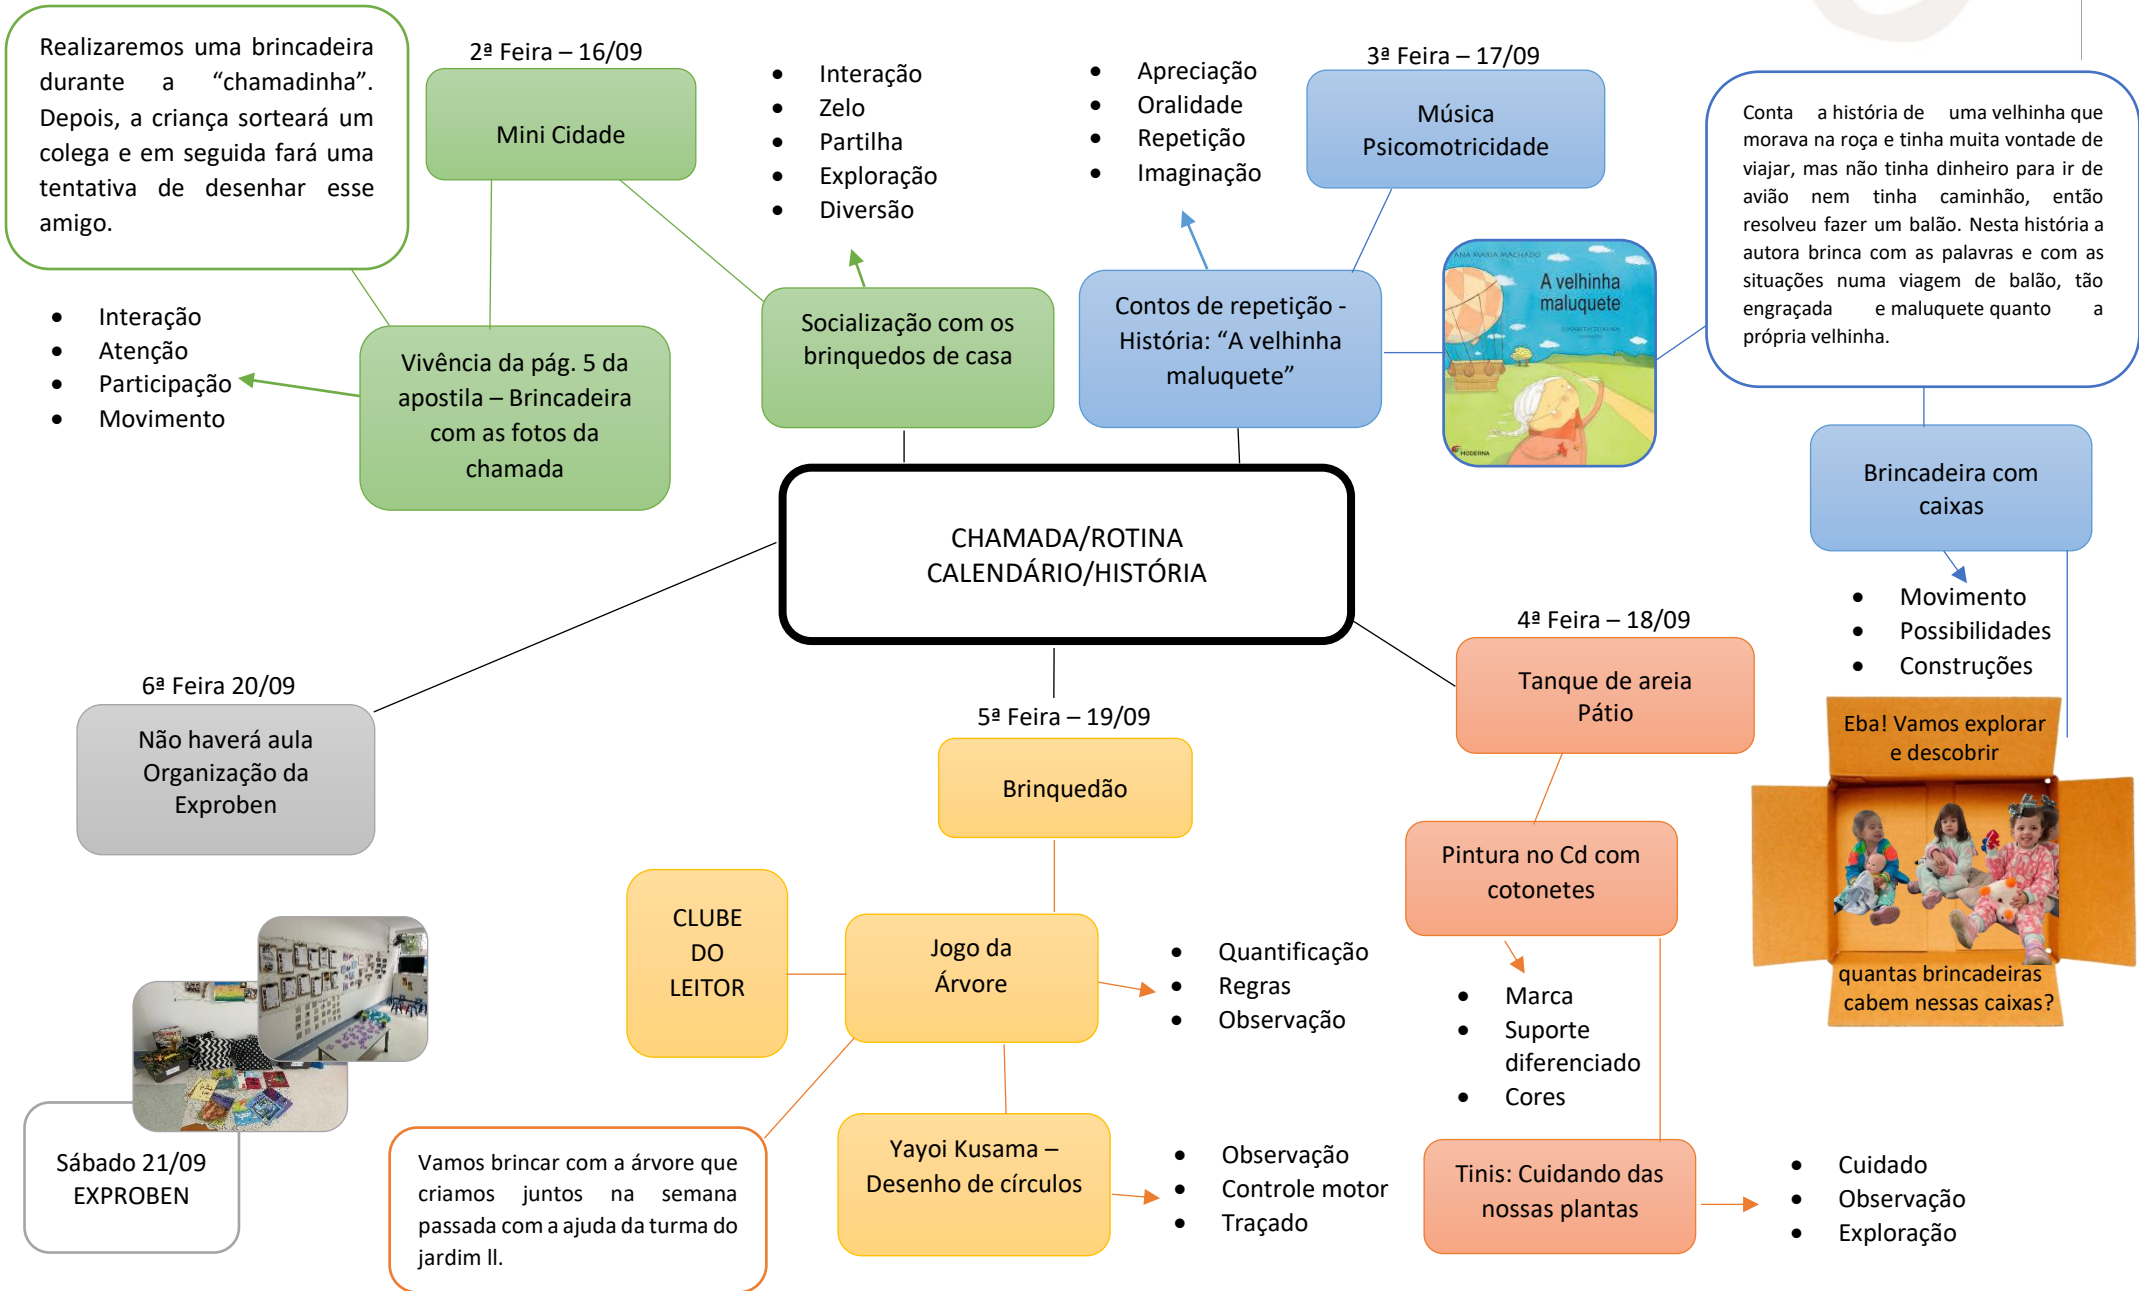 Realizaremos uma brincadeira
durante a “chamadinha”.
Depois, a criança sorteará um
colega e em seguida fará uma
tentativa de desenhar esse
amigo.
2ª Feira – 16/09
Mini Cidade
• Interação
• Zelo
• Partilha
• Exploração
• Diversão
• Interação
• Atenção
• Participação
• Movimento
Vivência da pág. 5 da
apostila – Brincadeira
com as fotos da
chamada
Socialização com os
brinquedos de casa
3ª Feira – 17/09
• Apreciação
• Oralidade
• Repetição
• Imaginação
Música
Psicomotricidade
Contos de repetição -
História: “A velhinha
maluquete”
ANA MARIA MACHADO
A velhinha
maluquete
MODERNA
Conta a história de uma velhinha que
morava na roça e tinha muita vontade de
viajar, mas não tinha dinheiro para ir de
avião nem tinha caminhão, então
resolveu fazer um balão. Nesta história a
autora brinca com as palavras e com as
situações numa viagem de balão, tão
engraçada e maluquete quanto a
própria velhinha.
Brincadeira com
caixas
• Movimento
• Possibilidades
• Construções
Eba! Vamos explorar
e descobrir
quantas brincadeiras
cabem nessas caixas?
CHAMADA/ROTINA
CALENDÁRIO/HISTÓRIA
4ª Feira – 18/09
Tanque de areia
Pátio
Pintura no Cd com
cotonetes
• Marca
• Suporte
diferenciado
• Cores
Tinis: Cuidando das
nossas plantas
• Cuidado
• Observação
• Exploração
5ª Feira – 19/09
Brinquedão
CLUBE
DO
LEITOR
Jogo da
Árvore
• Quantificação
• Regras
• Observação
Vamos brincar com a árvore que
criamos juntos na semana
passada com a ajuda da turma do
jardim ll.
Yayoi Kusama –
Desenho de círculos
• Observação
• Controle motor
• Traçado
6ª Feira 20/09
Não haverá aula
Organização da
Exproben
Sábado 21/09
EXPROBEN